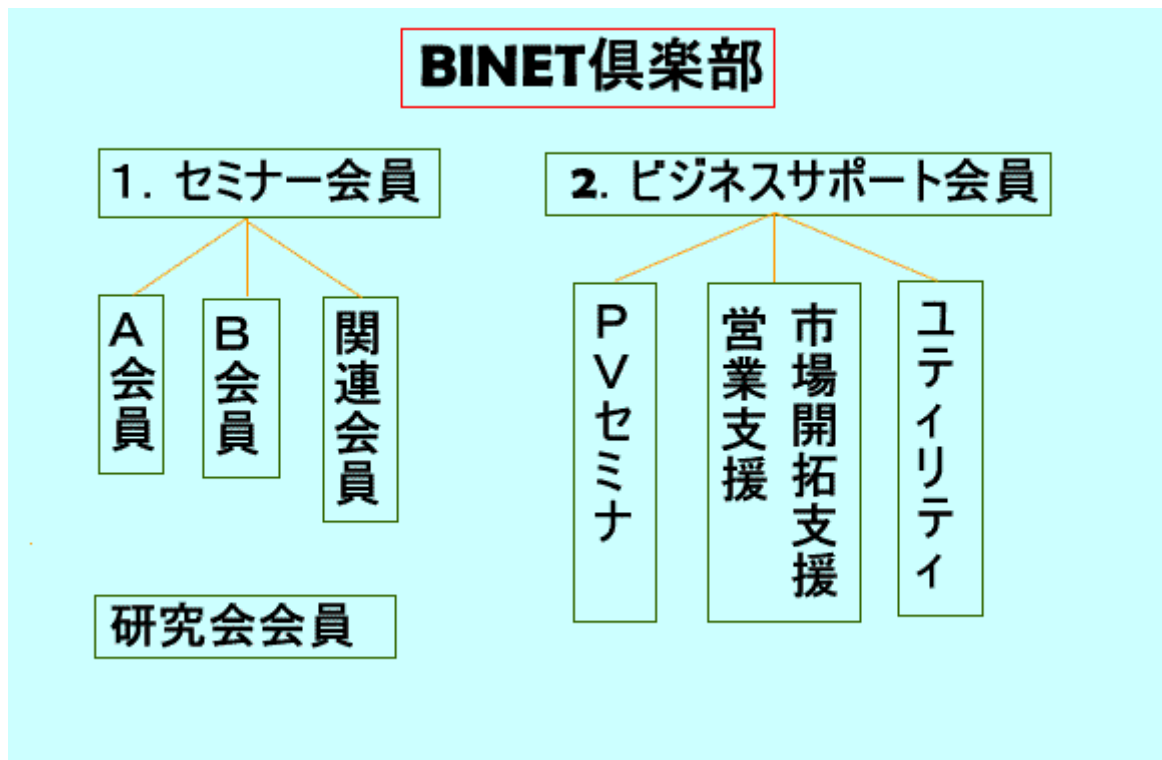 BINET倶楽部
１．セミナー会員
2．ビジネスサポート会員
Ａ会員
Ｂ会員
関連会員
ＰＶセミナ
市場開拓支援
営業支援
ユティリティ
研究会会員